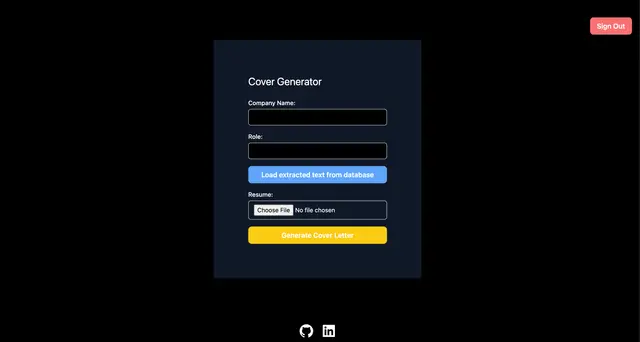 Sign Out
Cover Generator
Company Name:
Role:
Load extracted text from database
Resume:
Choose File No file chosen
Generate Cover Letter